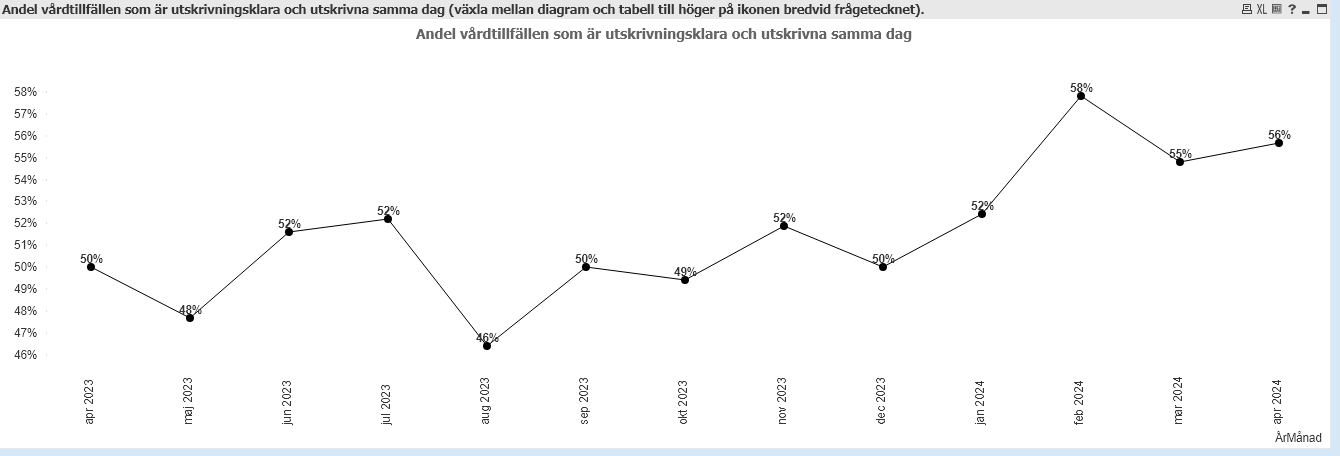 Andel vårdtillfällen som är utskrivningsklara och utskrivna samma dag (växla mellan diagram och tabell till höger på ikonen bredvid frågetecknet). XL ?
Andel vårdtillfällen som är utskrivningsklara och utskrivna samma dag
58%
57%
56%
55%
54%
53%
52%
51%
50%
49%
48%
47%
46%
50%
48%
52%
52%
46%
50%
49%
52%
50%
52%
58%
55%
56%
apr 2023
maj 2023
jun 2023
jul 2023
aug 2023
sep 2023
okt 2023
nov 2023
dec 2023
jan 2024
feb 2024
mar 2024
apr 2024
ÅrMånad